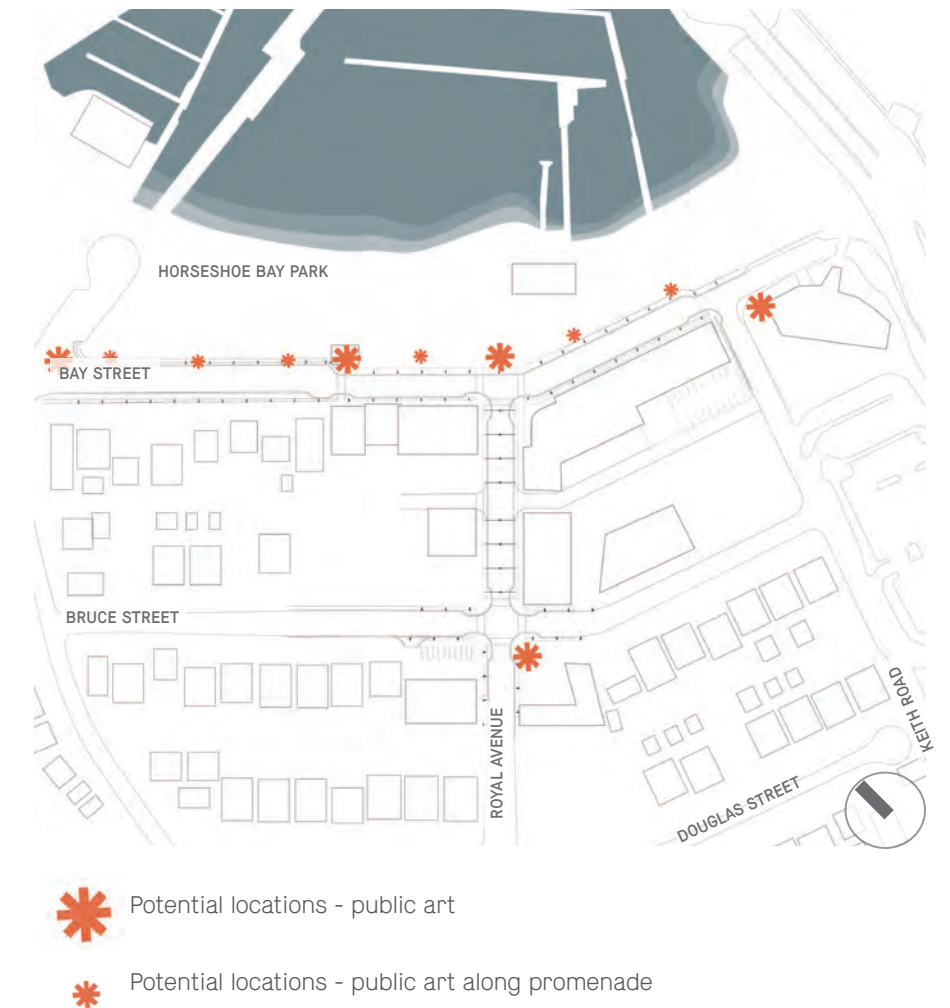 HORSESHOE BAY PARK
BAY STREET
BRUCE STREET
ROYAL AVENUE
KEITH ROAD
DOUGLAS STREET
Potential locations - public art
Potential locations - public art along promenade